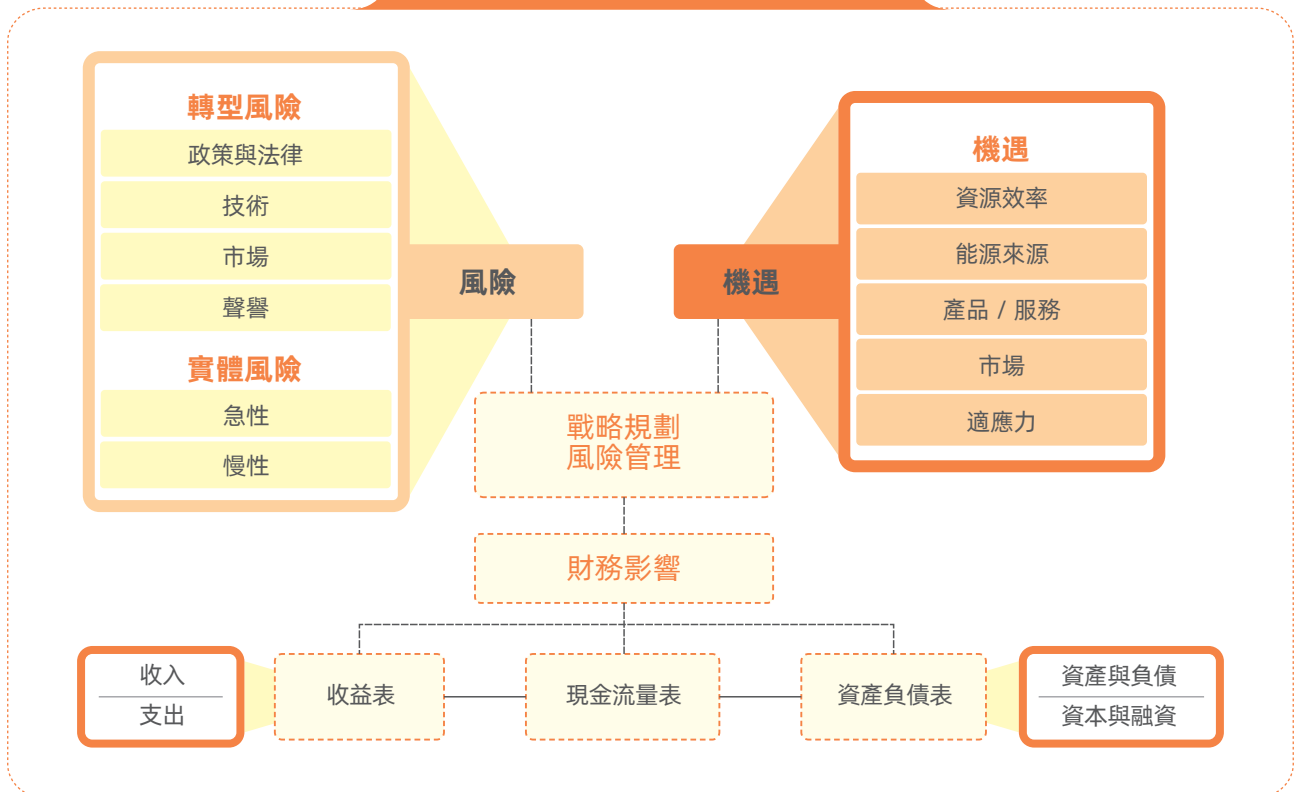 轉型風險
政策與法律
技術
市場
聲譽
實體風險
急性
慢性
風險
機遇
機遇
資源效率
能源來源
產品 / 服務
市場
適應力
戰略規劃
風險管理
財務影響
收入
支出
收益表
現金流量表
資產負債表
資產與負債
資本與融資